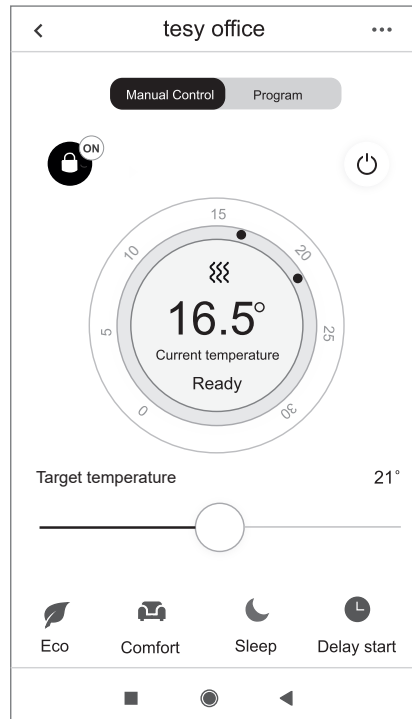 tesy office
Manual Control
Program
ON
15
10
20
5
25
16.5°
Current temperature
Ready
0
30
Target temperature
21°
Eco
Comfort
Sleep
Delay start